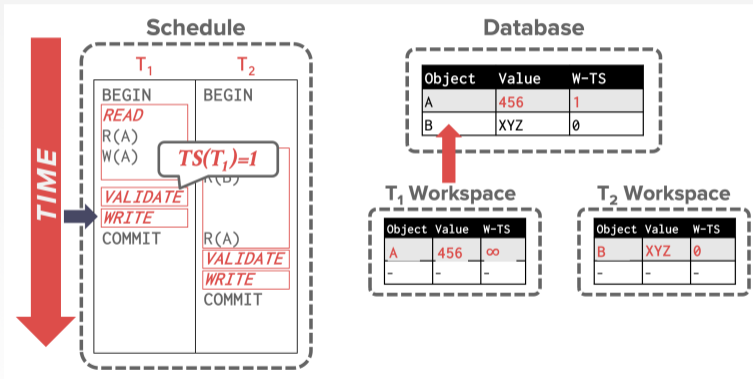 Schedule
T1 T2
BEGIN BEGIN
READ
R(A)
W(A)
TS(T1)=1
R(B)
VALIDATE
WRITE
COMMIT R(A)
VALIDATE
WRITE
COMMIT
TIME
Database
Object Value W-TS
A 456 1
B XYZ 0
T1 Workspace
Object Value W-TS
A 456 ∞
- - -
T2 Workspace
Object Value W-TS
B XYZ 0
- - -